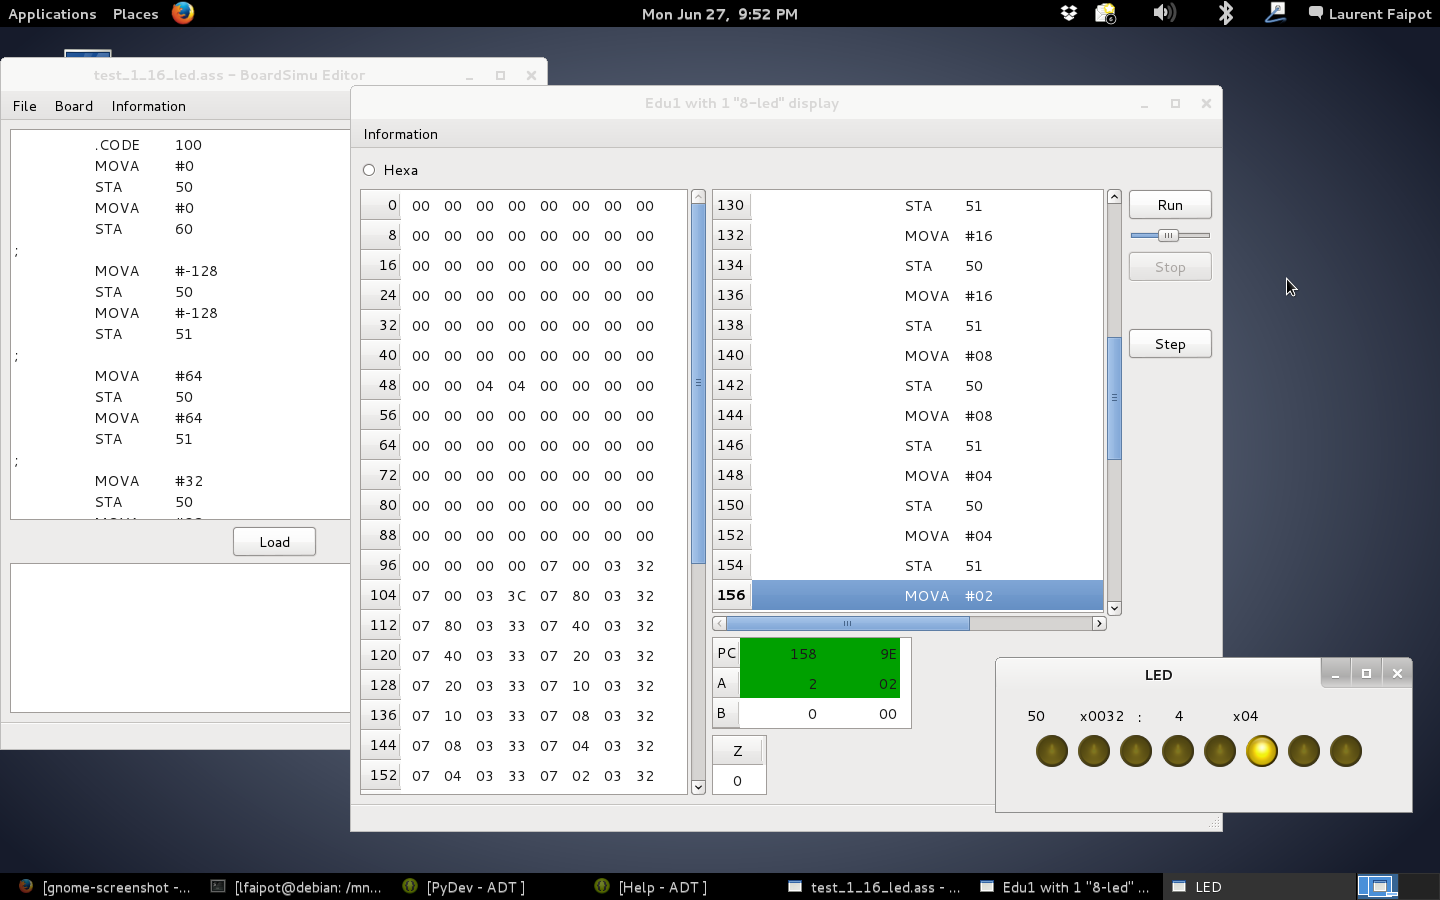 Applications Places Mon Jun 27, 9:52 PM 6 Laurent Faipot
test_1_16_led.ass - BoardSimu Editor
File Board Information
.CODE 100
MOVA #0
STA 50
MOVA #0
STA 60
;
MOVA #-128
STA 50
MOVA #-128
STA 51
;
MOVA #64
STA 50
MOVA #64
STA 51
;
MOVA #32
STA 50
Load
Edu1 with 1 "8-led" display
Information
Hexa
0 00 00 00 00 00 00 00 00
8 00 00 00 00 00 00 00 00
16 00 00 00 00 00 00 00 00
24 00 00 00 00 00 00 00 00
32 00 00 00 00 00 00 00 00
40 00 00 00 00 00 00 00 00
48 00 00 04 04 00 00 00 00
56 00 00 00 00 00 00 00 00
64 00 00 00 00 00 00 00 00
72 00 00 00 00 00 00 00 00
80 00 00 00 00 00 00 00 00
88 00 00 00 00 00 00 00 00
96 00 00 00 00 07 00 03 32
104 07 00 03 3C 07 80 03 32
112 07 80 03 33 07 40 03 32
120 07 40 03 33 07 20 03 32
128 07 20 03 33 07 10 03 32
136 07 10 03 33 07 08 03 32
144 07 08 03 33 07 04 03 32
152 07 04 03 33 07 02 03 32
130 STA 51
132 MOVA #16
134 STA 50
136 MOVA #16
138 STA 51
140 MOVA #08
142 STA 50
144 MOVA #08
146 STA 51
148 MOVA #04
150 STA 50
152 MOVA #04
154 STA 51
156 MOVA #02
Run
Stop
Step
PC 158 9E
A 2 02
B 0 00
Z
0
LED
50 x0032 : 4 x04
[gnome-screenshot -... [lfaipot@debian: /mn... [PyDev - ADT ] [Help - ADT ] test_1_16_led.ass - ... Edu1 with 1 "8-led" ... LED